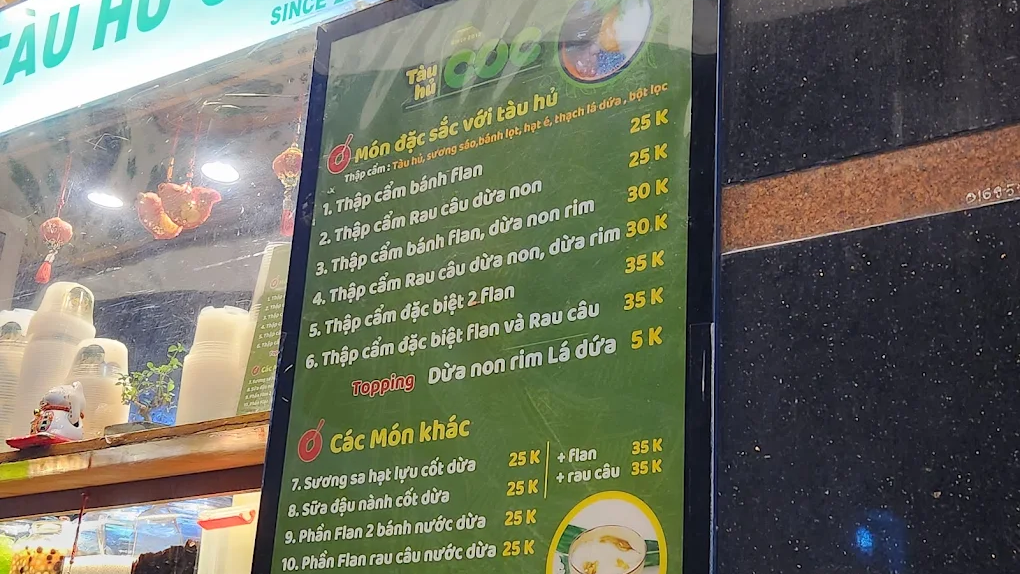 TÀU HỦ
SINCE
Tàu hủ CÓC
Món đặc sắc với tàu hủ
Thập cẩm : Tàu hủ, sương sáo,bánh lọt, hạt é, thạch lá dứa , bột lọc
1. Thập cẩm bánh flan 25 K
2. Thập cẩm Rau câu dừa non 25 K
3. Thập cẩm bánh flan, dừa non rim 30 K
4. Thập cẩm Rau câu dừa non, dừa rim 30 K
5. Thập cẩm đặc biệt 2 flan 35 K
6. Thập cẩm đặc biệt flan và Rau câu 35 K
Topping Dừa non rim Lá dứa 5 K
Các Món khác
7. Sương sa hạt lựu cốt dừa 25 K + flan 35 K
8. Sữa đậu nành cốt dừa 25 K + rau câu 35 K
9. Phần Flan 2 bánh nước dừa 25 K
10. Phần Flan rau câu nước dừa 25 K